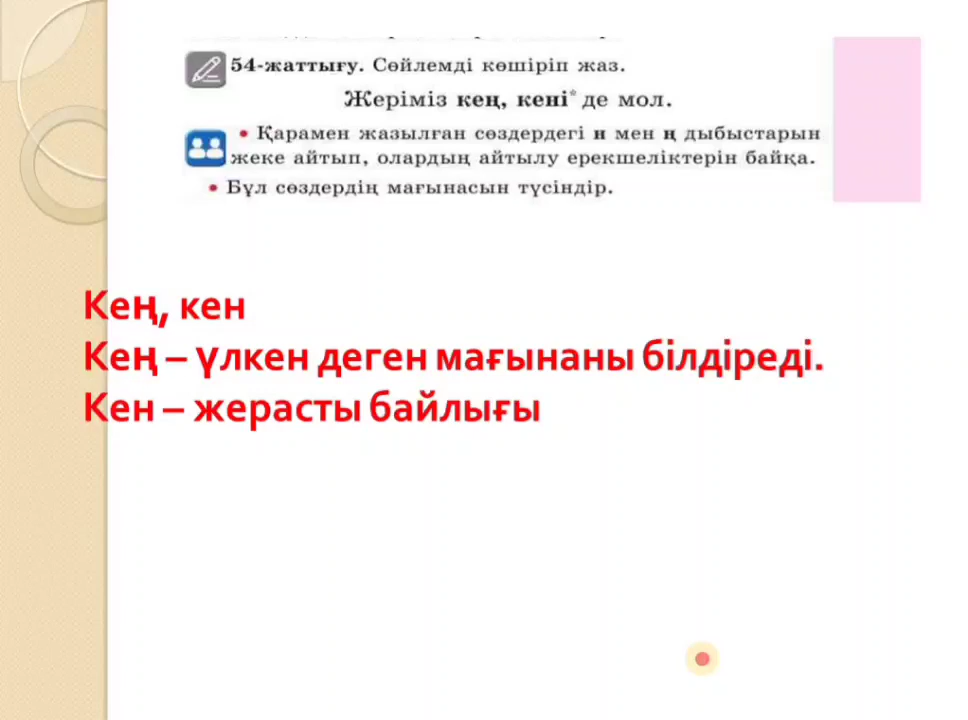 54-жаттығу. Сөйлемді көшіріп жаз.
Жеріміз кең, кені* де мол.
• Қарамен жазылған сөздердегі н мен ң дыбыстарын
жеке айтып, олардың айтылу ерекшеліктерін байқа.
• Бұл сөздердің мағынасын түсіндір.
Кең, кен
Кең – үлкен деген мағынаны білдіреді.
Кен – жерасты байлығы